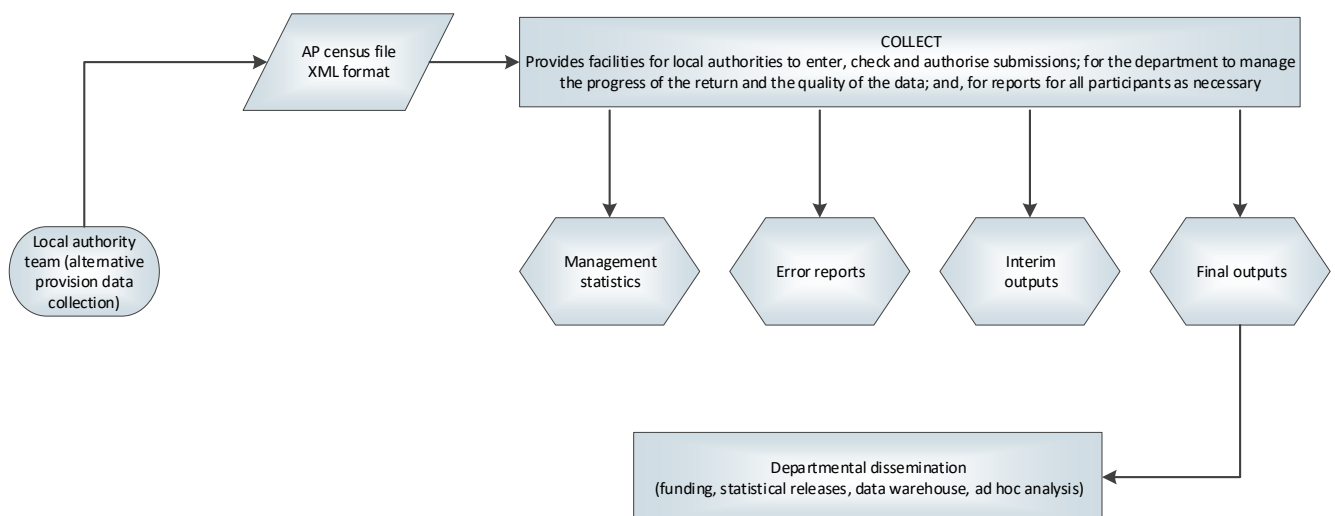 AP census file
XML format
COLLECT
Provides facilities for local authorities to enter, check and authorise submissions; for the department to manage
the progress of the return and the quality of the data; and, for reports for all participants as necessary
Local authority
team (alternative
provision data
collection)
Management
statistics
Error reports
Interim
outputs
Final outputs
Departmental dissemination
(funding, statistical releases, data warehouse, ad hoc analysis)